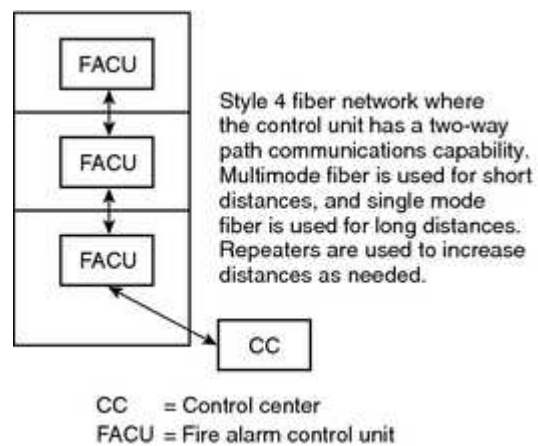 FACU
FACU
FACU
Style 4 fiber network where
the control unit has a two-way
path communications capability.
Multimode fiber is used for short
distances, and single mode
fiber is used for long distances.
Repeaters are used to increase
distances as needed.
CC
CC = Control center
FACU = Fire alarm control unit